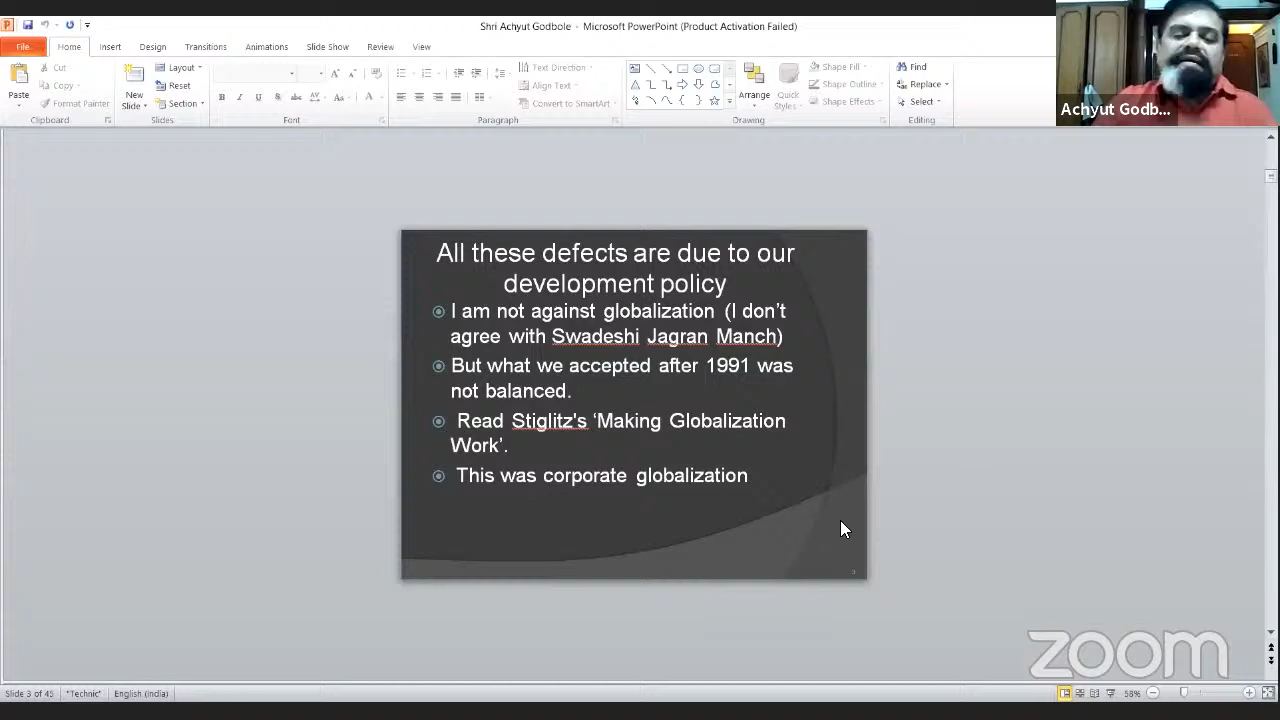 Shri Achyut Godbole - Microsoft PowerPoint (Product Activation Failed)
File Home Insert Design Transitions Animations Slide Show Review View
Paste
Cut
Copy
Format Painter
Clipboard
New
Slide
Layout
Reset
Section
Slides
Font
Text Direction
Align Text
Convert to SmartArt
Paragraph
Arrange
Quick
Styles
Shape Fill
Shape Outline
Shape Effects
Drawing
Find
Replace
Select
Editing
Achyut Godb...
All these defects are due to our
development policy
I am not against globalization (I don’t
agree with Swadeshi Jagran Manch)
But what we accepted after 1991 was
not balanced.
Read Stiglitz's ‘Making Globalization
Work’.
This was corporate globalization
3
zoom
Slide 3 of 45 "Technic" English (India) 58%